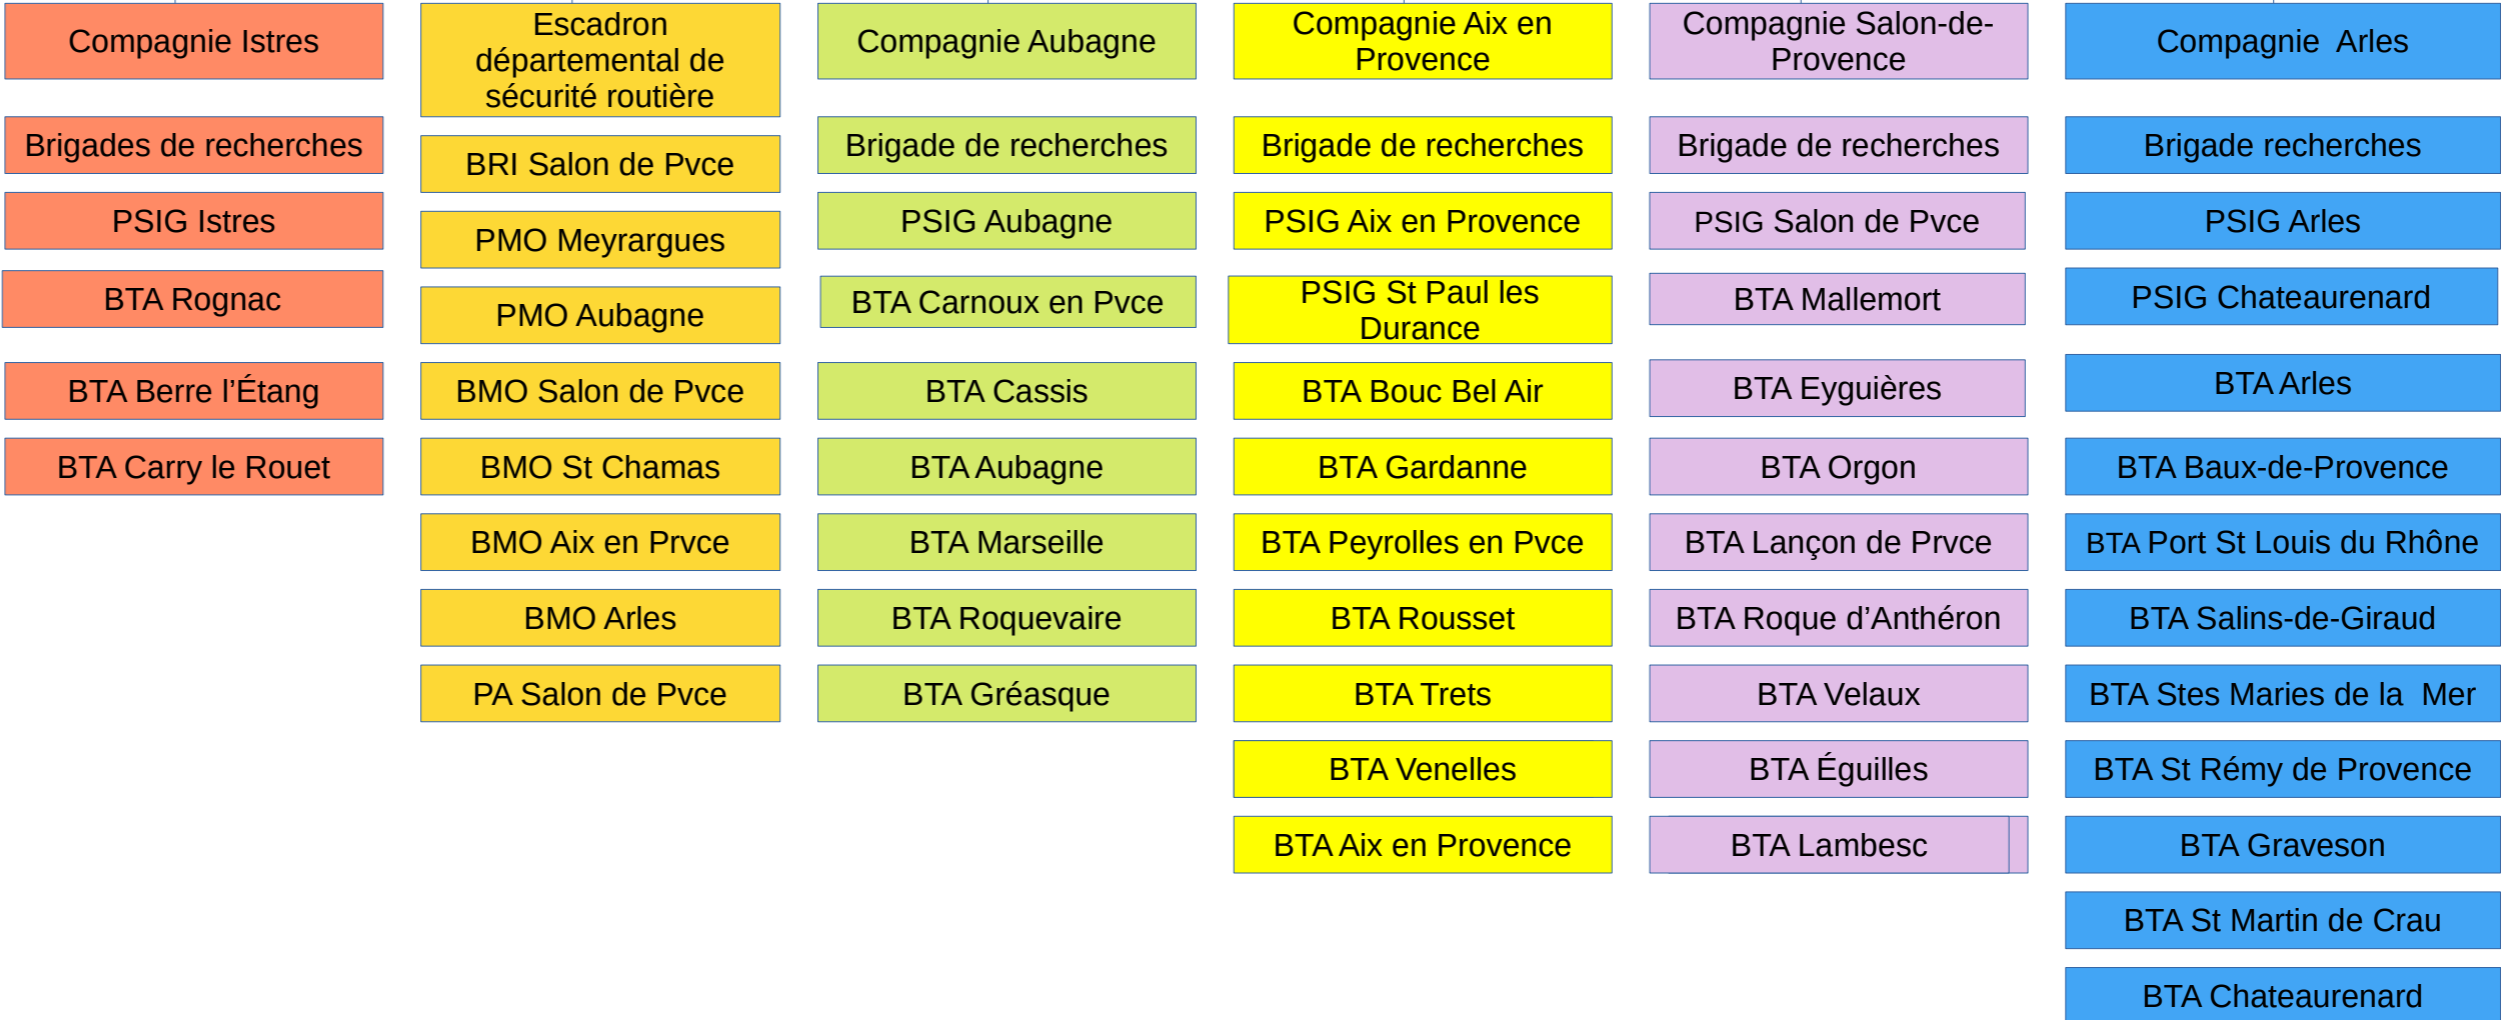 Compagnie Istres
Brigades de recherches
PSIG Istres
BTA Rognac
BTA Berre l’Étang
BTA Carry le Rouet
Escadron
départemental de
sécurité routière
BRI Salon de Pvce
PMO Meyrargues
PMO Aubagne
BMO Salon de Pvce
BMO St Chamas
BMO Aix en Prvce
BMO Arles
PA Salon de Pvce
Compagnie Aubagne
Brigade de recherches
PSIG Aubagne
BTA Carnoux en Pvce
BTA Cassis
BTA Aubagne
BTA Marseille
BTA Roquevaire
BTA Gréasque
Compagnie Aix en
Provence
Brigade de recherches
PSIG Aix en Provence
PSIG St Paul les
Durance
BTA Bouc Bel Air
BTA Gardanne
BTA Peyrolles en Pvce
BTA Rousset
BTA Trets
BTA Venelles
BTA Aix en Provence
Compagnie Salon-de-
Provence
Brigade de recherches
PSIG Salon de Pvce
BTA Mallemort
BTA Eyguières
BTA Orgon
BTA Lançon de Prvce
BTA Roque d’Anthéron
BTA Velaux
BTA Éguilles
BTA Lambesc
Compagnie  Arles
Brigade recherches
PSIG Arles
PSIG Chateaurenard
BTA Arles
BTA Baux-de-Provence
BTA Port St Louis du Rhône
BTA Salins-de-Giraud
BTA Stes Maries de la  Mer
BTA St Rémy de Provence
BTA Graveson
BTA St Martin de Crau
BTA Chateaurenard